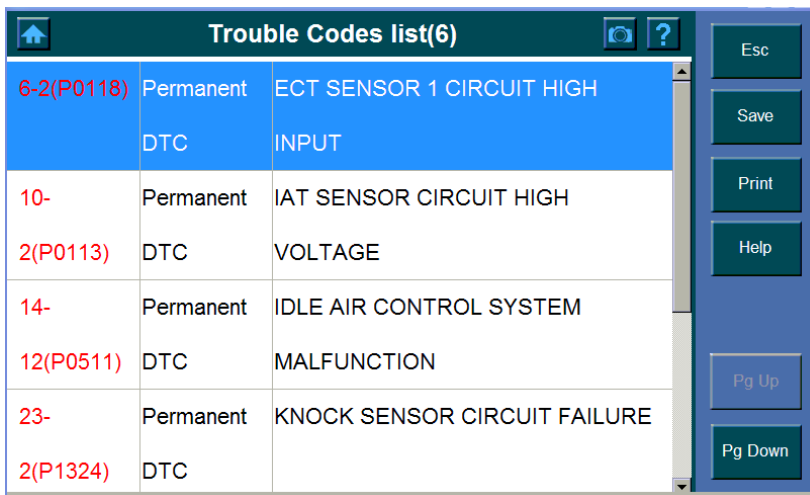 Trouble Codes list(6)
?
Esc
6-2(P0118) Permanent ECT SENSOR 1 CIRCUIT HIGH
DTC INPUT
Save
10- Permanent IAT SENSOR CIRCUIT HIGH
Print
2(P0113) DTC VOLTAGE
Help
14- Permanent IDLE AIR CONTROL SYSTEM
12(P0511) DTC MALFUNCTION
Pg Up
23- Permanent KNOCK SENSOR CIRCUIT FAILURE
2(P1324) DTC
Pg Down